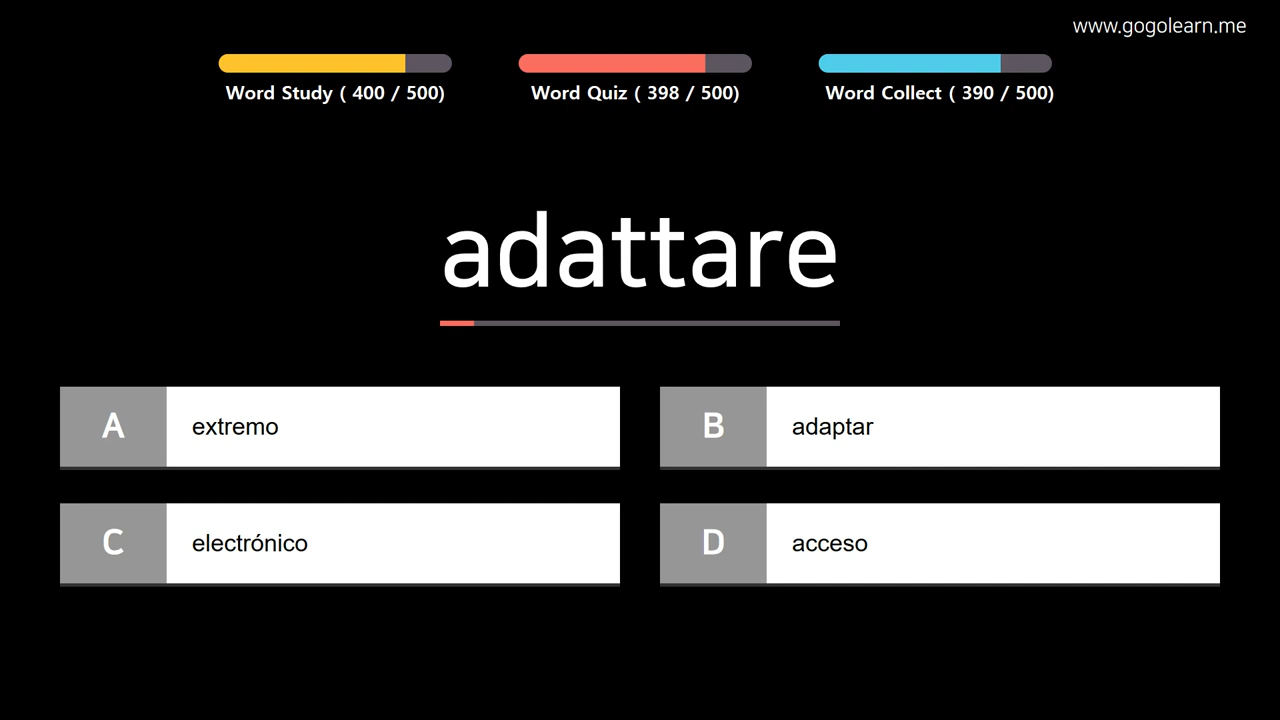 www.gogolearn.me
Word Study ( 400 / 500)
Word Quiz ( 398 / 500)
Word Collect ( 390 / 500)
adattare
A extremo
B adaptar
C electrónico
D acceso